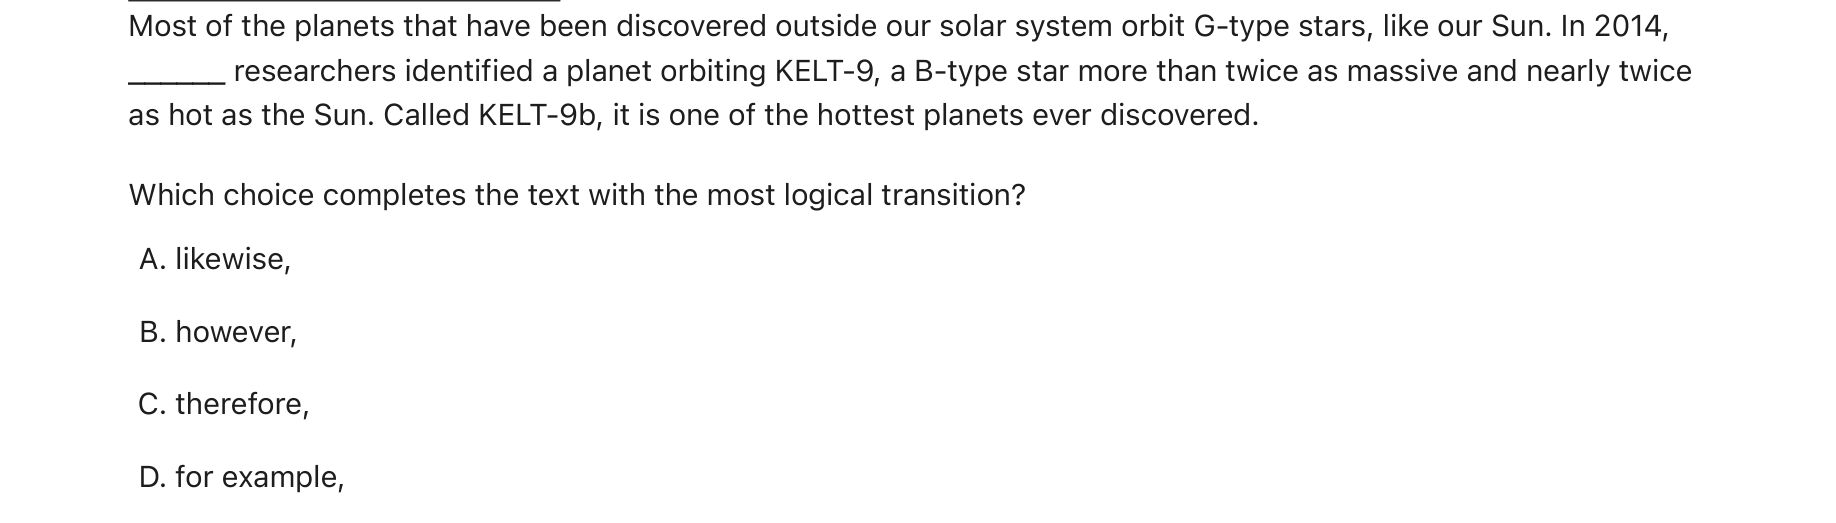 Most of the planets that have been discovered outside our solar system orbit G-type stars, like our Sun. In 2014,
______ researchers identified a planet orbiting KELT-9, a B-type star more than twice as massive and nearly twice
as hot as the Sun. Called KELT-9b, it is one of the hottest planets ever discovered.
Which choice completes the text with the most logical transition?
A. likewise,
B. however,
C. therefore,
D. for example,